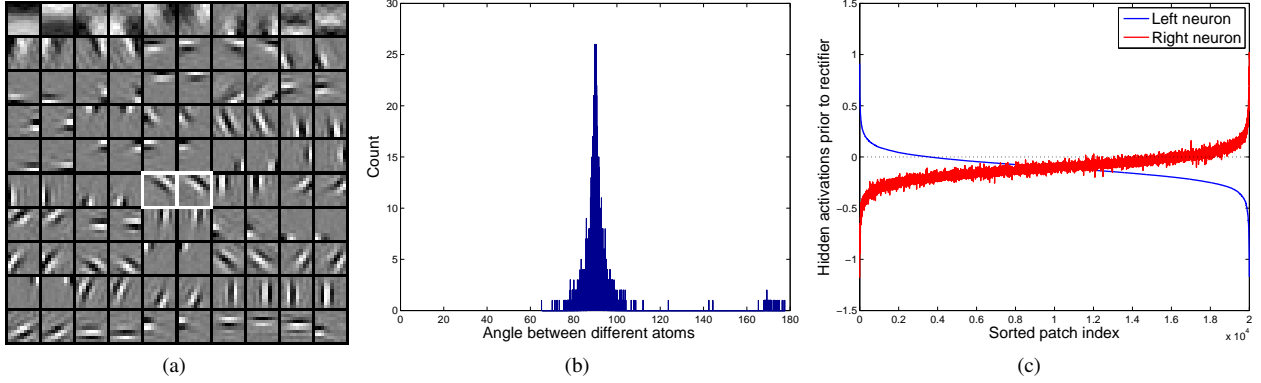 30
25
20
15
10
5
0
Count
0 20 40 60 80 100 120 140 160 180
Angle between different atoms
1.5
1
0.5
0
−0.5
−1
−1.5
Hidden activations prior to rectifier
Left neuron
Right neuron
0 0.2 0.4 0.6 0.8 1 1.2 1.4 1.6 1.8 2
x 10⁴
Sorted patch index
(a)
(b)
(c)